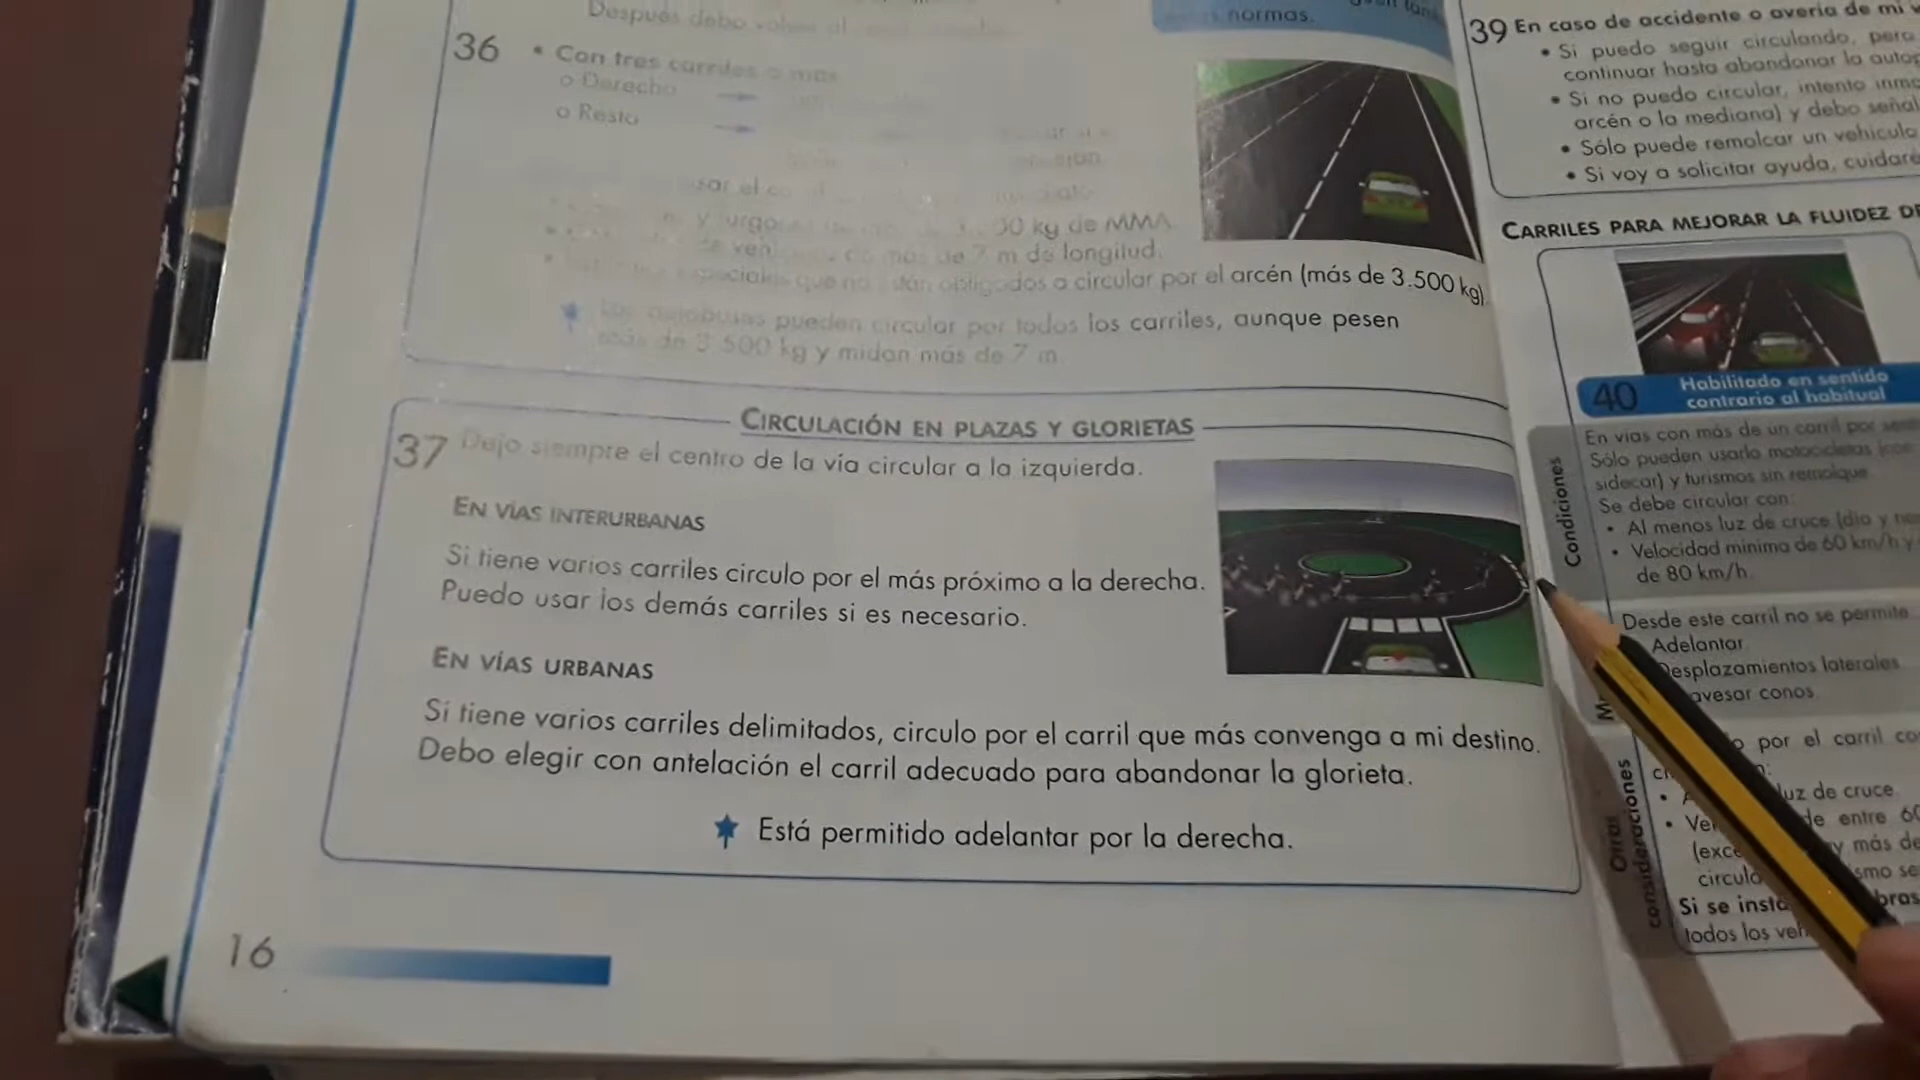 Después debo volver al
normas.
36
• Con tres carriles o más
o Derecho
o Resto
usar el
y furgo 00 kg de MMA
de más de 7 m de longitud.
especiales que no están obligados a circular por el arcén (más de 3.500 kg)
Los autobuses pueden circular por todos los carriles, aunque pesen
más de 3.500 kg y midan más de 7 m.
CIRCULACIÓN EN PLAZAS Y GLORIETAS
37 Dejo siempre el centro de la vía circular a la izquierda.
EN VÍAS INTERURBANAS
Si tiene varios carriles circulo por el más próximo a la derecha.
Puedo usar los demás carriles si es necesario.
EN VÍAS URBANAS
Si tiene varios carriles delimitados, circulo por el carril que más convenga a mi destino.
Debo elegir con antelación el carril adecuado para abandonar la glorieta.
Está permitido adelantar por la derecha.
16
39 En caso de accidente o avería de mi v
• Si puedo seguir circulando, pero
continuar hasta abandonar la autop
• Si no puedo circular, intento inme
arcén o la mediana) y debo señal
• Sólo puede remolcar un vehículo
• Si voy a solicitar ayuda, cuidaré
CARRILES PARA MEJORAR LA FLUIDEZ DE
40
Habilitado en sentido
contrario al habitual
Condiciones
En vías con más de un carril por sent
Sólo pueden usarlo motocicletas (con
sidecar) y turismos sin remolque
Se debe circular con:
• Al menos luz de cruce (día y no
• Velocidad mínima de 60 km/h y
de 80 km/h.
Desde este carril no se permite:
Adelantar
Desplazamientos laterales
avesar conos.
Otras
consideraciones
o por el carril co
luz de cruce.
Ve de entre 60
(exce y más de
circulo smo se
Si se insta bras
todos los veh